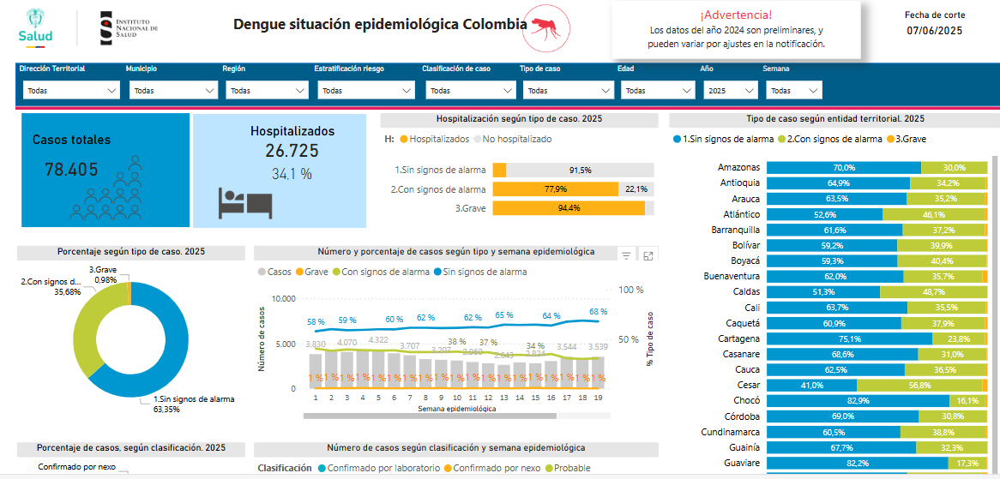 Salud
INSTITUTO
NACIONAL DE
SALUD
Dengue situación epidemiológica Colombia
¡Advertencia!
Los datos del año 2024 son preliminares, y
pueden variar por ajustes en la notificación.
Fecha de corte
07/06/2025
Dirección Territorial Municipio Región Estratificación riesgo Clasificación de caso Tipo de caso Edad Año Semana
Todas Todas Todas Todas Todas Todas Todas 2025 Todas
Casos totales
78.405
Hospitalizados
26.725
34.1 %
Hospitalización según tipo de caso. 2025
H: Hospitalizados No hospitalizado
1.Sin signos de alarma 91,5%
2.Con signos de alarma 77,9% 22,1%
3.Grave 94,4%
Tipo de caso según entidad territorial. 2025
1.Sin signos de alarma 2.Con signos de alarma 3.Grave
Amazonas 70,0% 30,0%
Antioquia 64,9% 34,2%
Arauca 63,5% 35,2%
Atlántico 52,6% 46,1%
Barranquilla 61,6% 37,2%
Bolívar 59,2% 39,9%
Boyacá 59,3% 40,4%
Buenaventura 62,0% 35,7%
Caldas 51,3% 48,7%
Cali 63,7% 35,5%
Caquetá 60,9% 37,9%
Cartagena 75,1% 23,8%
Casanare 68,6% 31,0%
Cauca 62,5% 36,5%
Cesar 41,0% 56,8%
Chocó 82,9% 16,1%
Córdoba 69,0% 30,8%
Cundinamarca 60,5% 38,8%
Guainía 67,7% 32,3%
Guaviare 82,2% 17,3%
Porcentaje según tipo de caso. 2025
3.Grave
0,98%
2.Con signos d...
35,68%
1.Sin signos de alarma
63,35%
Número y porcentaje de casos según tipo y semana epidemiológica
Casos Grave Con signos de alarma Sin signos de alarma
100 %
10.000
58 % 59 % 60 % 62 % 62 % 65 % 64 % 68 %
50 %
5.000
3.830 4.070 4.322 3.707 3.207 38 % 37 % 2.643 34 % 3.544 3.539
1 % 1 % 1 % 1 % 1 % 1 % 1 % 1 % 1 % 1 % 1 % 1 % 1 % 1 % 1 % 1 % 1 % 1 % 1 %
0
1 2 3 4 5 6 7 8 9 10 11 12 13 14 15 16 17 18 19
Número de casos
% Tipo de caso
Semana epidemiológica
Porcentaje de casos, según clasificación. 2025
Confirmado por nexo
Número de casos según clasificación y semana epidemiológica
Clasificación Confirmado por laboratorio Confirmado por nexo Probable